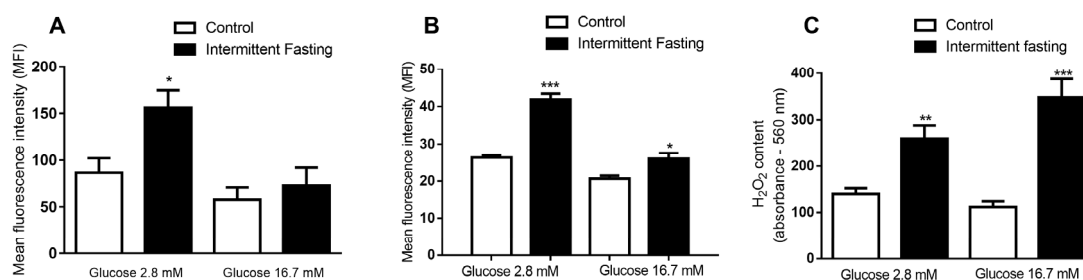 A
Control
Intermittent Fasting
Mean fluorescence intensity (MFI)
200
150
100
50
0
*
Glucose 2.8 mM
Glucose 16.7 mM
B
Control
Intermittent Fasting
Mean fluorescence intensity (MFI)
50
40
30
20
10
0
***
*
Glucose 2.8 mM
Glucose 16.7 mM
C
Control
Intermittent fasting
H₂O₂ content
(absorbance - 560 nm)
400
300
200
100
0
**
***
Glucose 2.8 mM
Glucose 16.7 mM